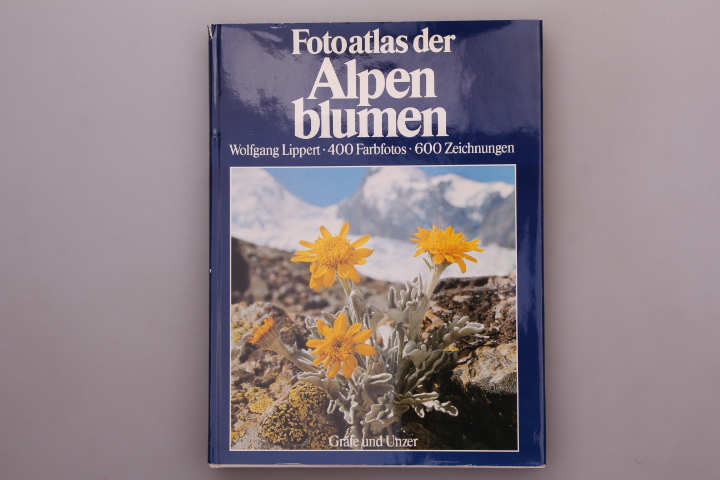 Fotoatlas der
Alpen
blumen
Wolfgang Lippert · 400 Farbfotos · 600 Zeichnungen
Gräfe und Unzer